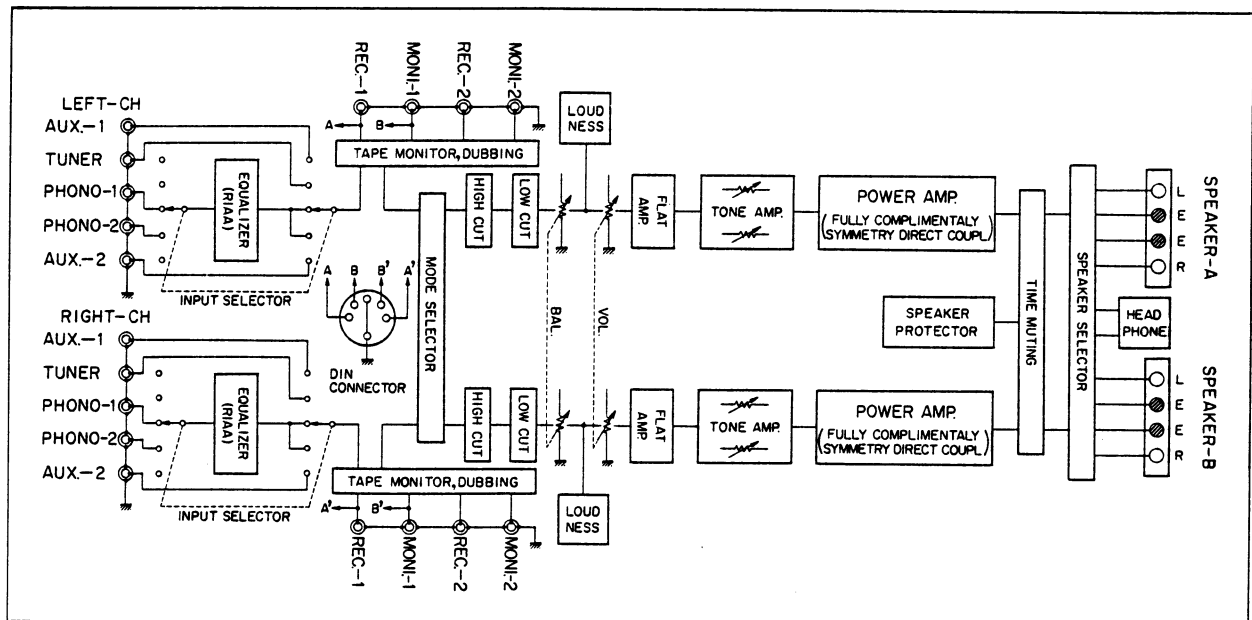 REC.-1
MONI.-1
REC.-2
MONI.-2
LEFT-CH
AUX.-1
TUNER
PHONO-1
PHONO-2
AUX.-2
EQUALIZER
(RIAA)
INPUT SELECTOR
A
B
TAPE MONITOR, DUBBING
LOUD
NESS
HIGH CUT
LOW CUT
FLAT
AMP.
TONE AMP.
POWER AMP.
(FULLY COMPLIMENTALY
SYMMETRY DIRECT COUPL)
MODE SELECTOR
A
B
B'
A'
DIN
CONNECTOR
BAL.
VOL.
SPEAKER
PROTECTOR
TIME MUTING
SPEAKER SELECTOR
L
E
E
R
SPEAKER-A
HEAD
PHONE
L
E
E
R
SPEAKER-B
RIGHT-CH
AUX.-1
TUNER
PHONO-1
PHONO-2
AUX.-2
EQUALIZER
(RIAA)
INPUT SELECTOR
HIGH CUT
LOW CUT
FLAT
AMP.
TONE AMP.
POWER AMP.
(FULLY COMPLIMENTALY
SYMMETRY DIRECT COUPL)
TAPE MONITOR, DUBBING
A'
B'
LOUD
NESS
REC.-1
MONI.-1
REC.-2
MONI.-2